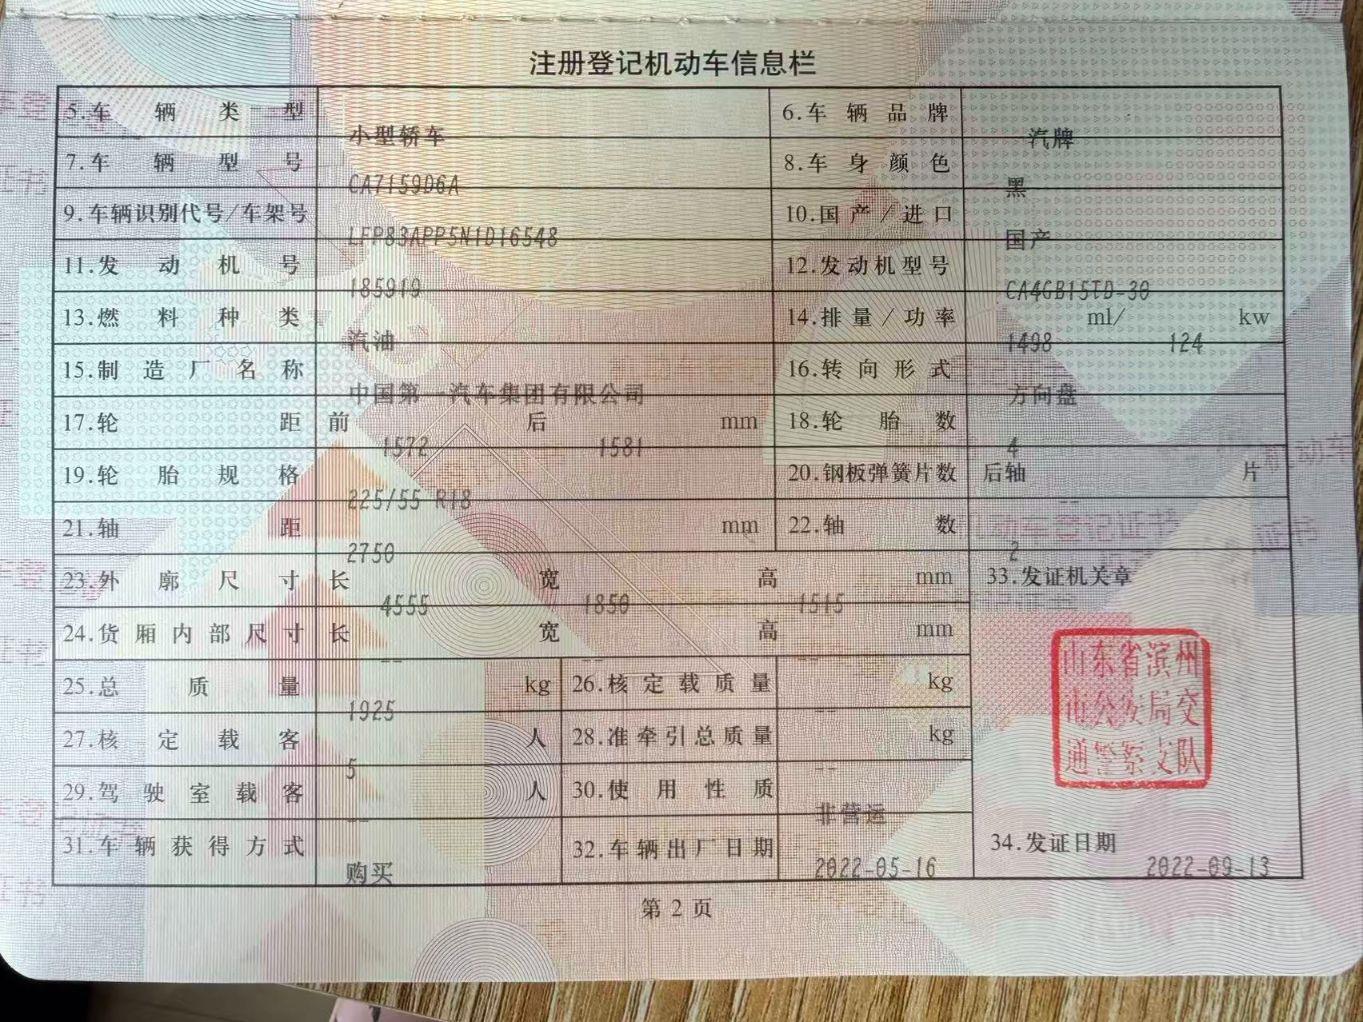 注册登记机动车信息栏
5.车辆类型 小型轿车 6.车辆品牌 汽牌
7.车辆型号 CA7159D6A 8.车身颜色 黑
9.车辆识别代号/车架号 LFP83APP5N1D16548 10.国产/进口 国产
11.发动机号 185919 12.发动机型号 CA4GB15TD-30
13.燃料种类 汽油 14.排量/功率 1498 ml/ 124 kw
15.制造厂名称 中国第一汽车集团有限公司 16.转向形式 方向盘
17.轮距 前 1572 后 1581 mm 18.轮胎数 4
19.轮胎规格 225/55 R18 20.钢板弹簧片数 后轴 -- 片
21.轴距 2750 mm 22.轴数 2
23.外廓尺寸 长 4555 宽 1850 高 1515 mm 33.发证机关章
24.货厢内部尺寸 长 -- 宽 -- 高 -- mm
25.总质量 1925 kg 26.核定载质量 -- kg
27.核定载客 5 人 28.准牵引总质量 -- kg
29.驾驶室载客 -- 人 30.使用性质 非营运
31.车辆获得方式 购买 32.车辆出厂日期 2022-05-16 34.发证日期 2022-09-13
山东省滨州
市公安局交
通警察支队
第2页